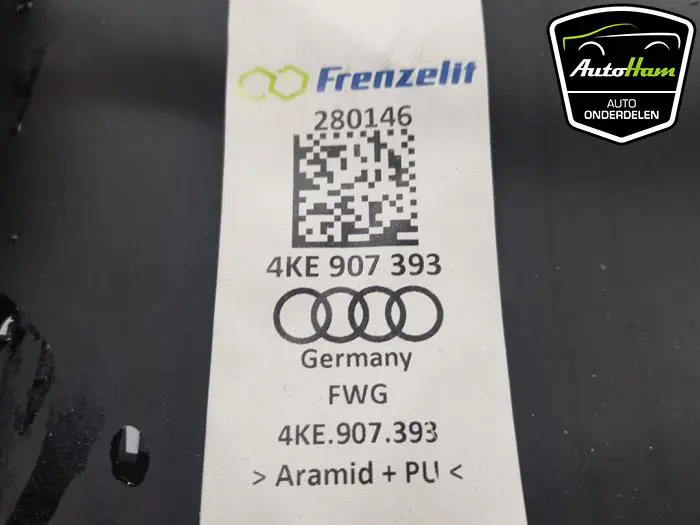 Frenzelit
280146
4KE 907 393
Germany
FWG
4KE.907.393
> Aramid + PU <
AutoHam
AUTO
ONDERDELEN